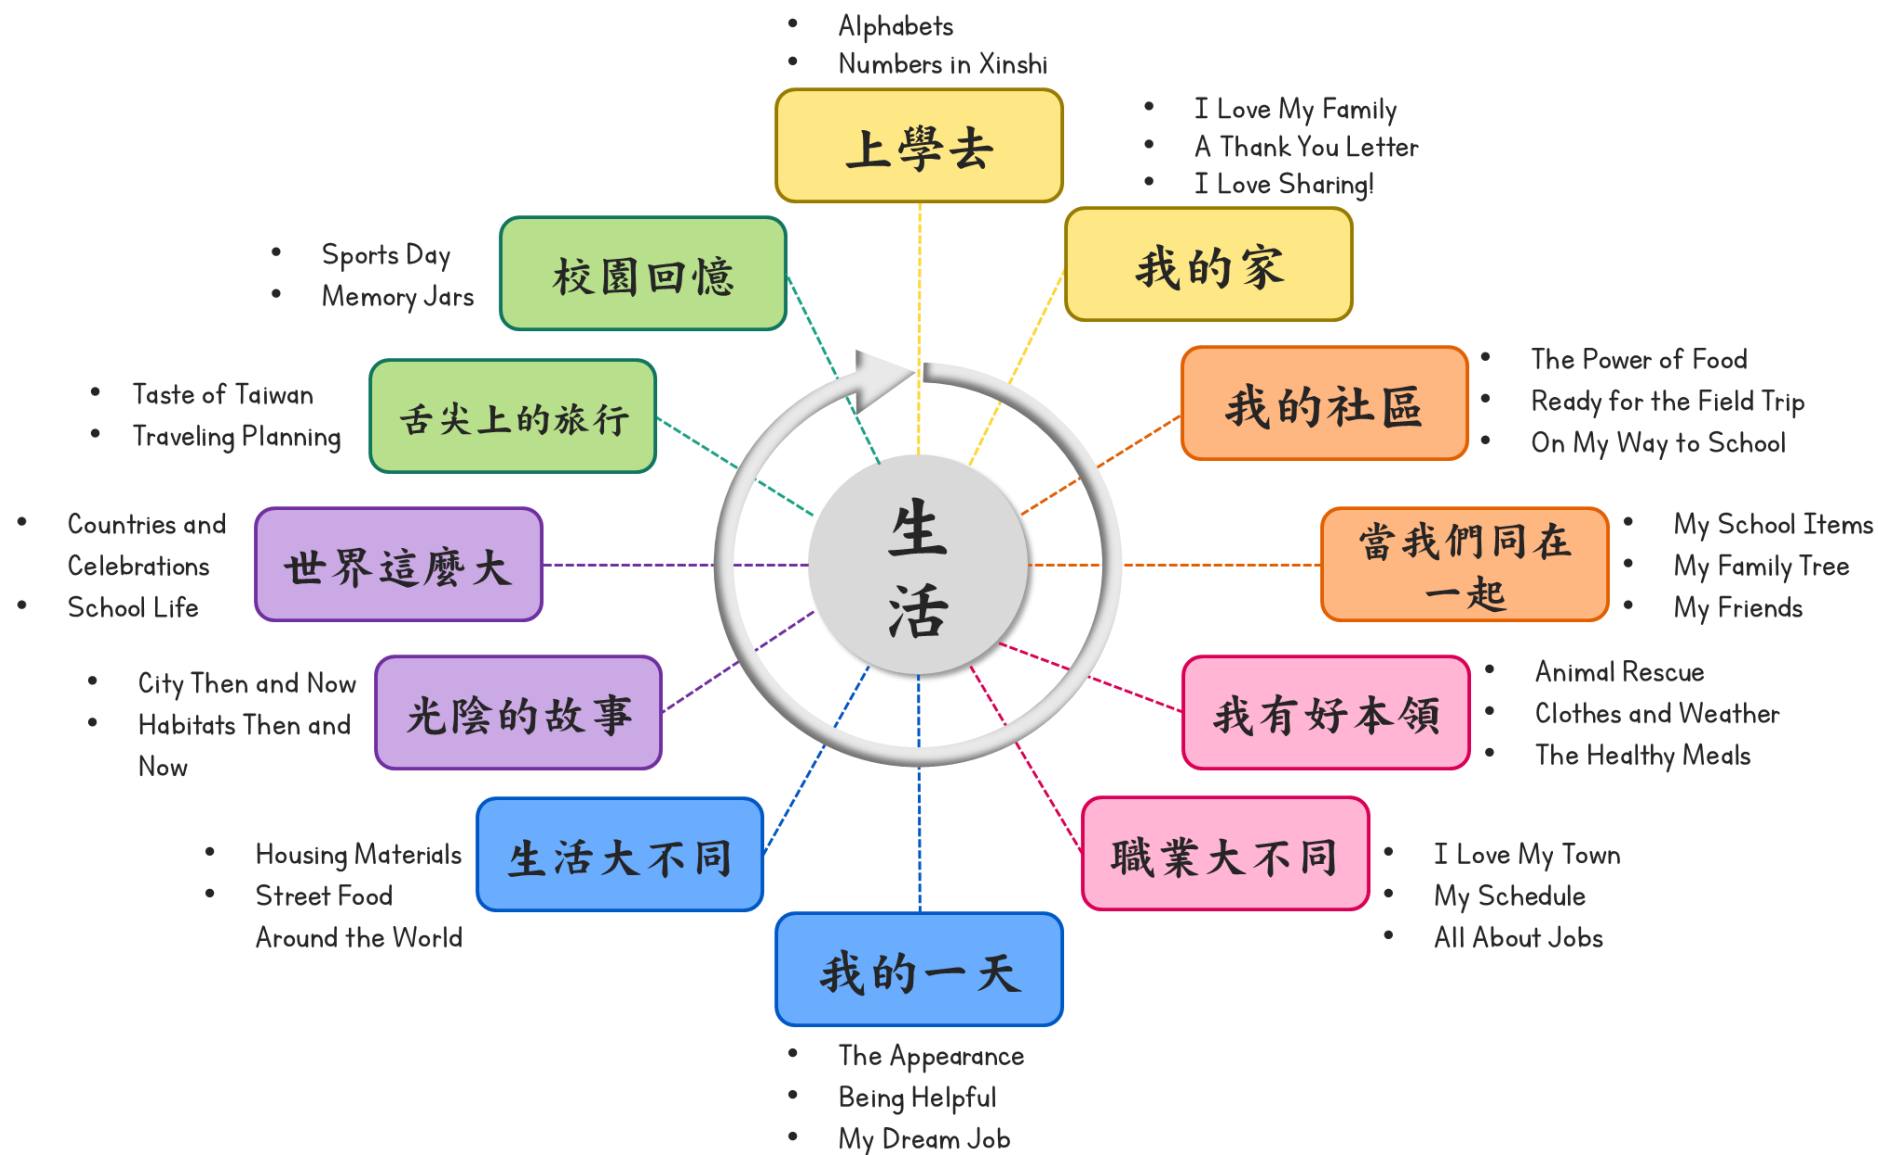 Alphabets
Numbers in Xinshi
上學去
I Love My Family
A Thank You Letter
I Love Sharing!
我的家
The Power of Food
Ready for the Field Trip
On My Way to School
我的社區
My School Items
My Family Tree
My Friends
當我們同在
一起
Animal Rescue
Clothes and Weather
The Healthy Meals
我有好本領
I Love My Town
My Schedule
All About Jobs
職業大不同
我的一天
The Appearance
Being Helpful
My Dream Job
生活大不同
Housing Materials
Street Food
Around the World
光陰的故事
City Then and Now
Habitats Then and
Now
世界這麼大
Countries and
Celebrations
School Life
舌尖上的旅行
Taste of Taiwan
Traveling Planning
校園回憶
Sports Day
Memory Jars
生
活